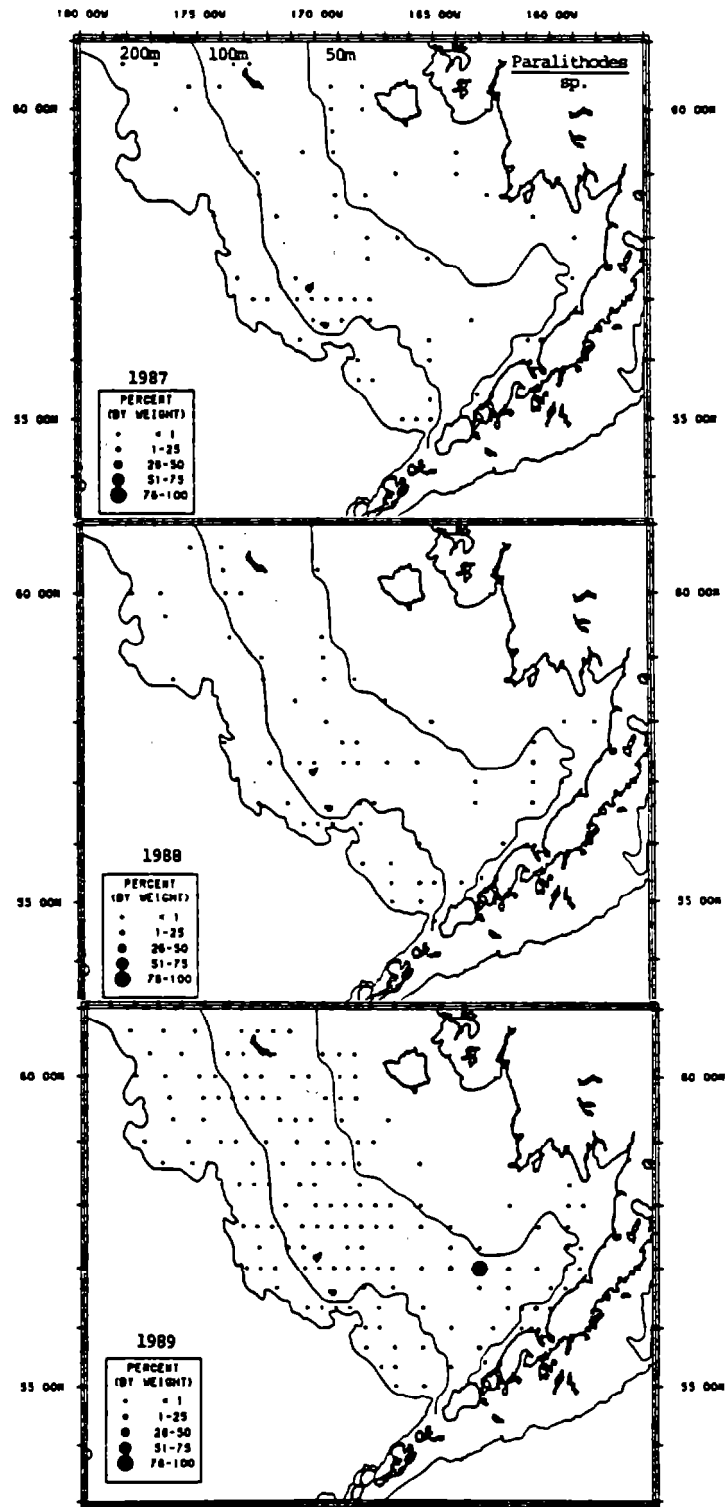 180 00W 175 00W 170 00W 165 00W 160 00W
200m 100m 50m Paralithodes
sp.
60 00N 60 00N
1987
PERCENT
(BY WEIGHT)
< 1
1-25
26-50
51-75
76-100
55 00N 55 00N
60 00N 60 00N
1988
PERCENT
(BY WEIGHT)
< 1
1-25
26-50
51-75
76-100
55 00N 55 00N
60 00N 60 00N
1989
PERCENT
(BY WEIGHT)
< 1
1-25
26-50
51-75
76-100
55 00N 55 00N